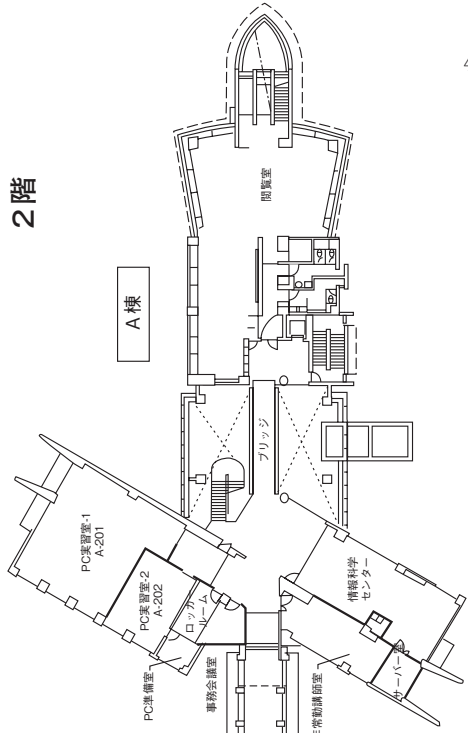 2階
A棟
閲覧室
ブリッジ
PC実習室-1
A-201
PC実習室-2
A-202
ロッカー
ルーム
PC準備室
事務会議室
情報科学
センター
サーバー室
常勤講師室
4